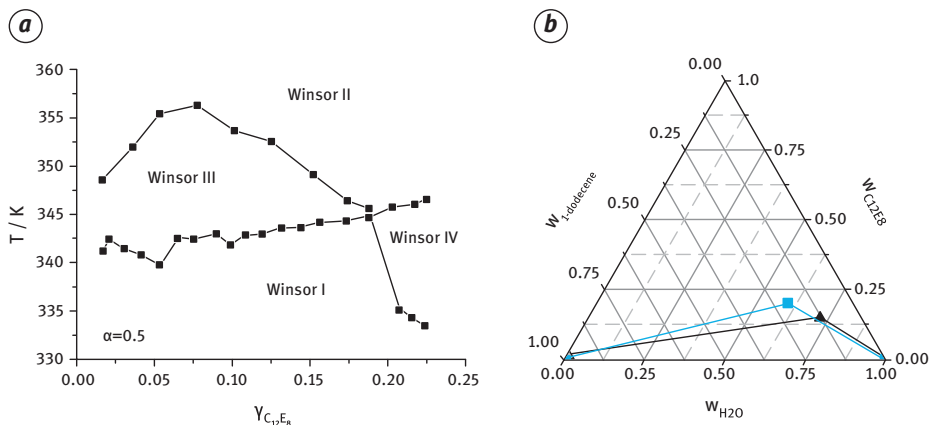 a
360
355
350
345
340
335
330
T / K
Winsor II
Winsor III
Winsor IV
Winsor I
α=0.5
0.00 0.05 0.10 0.15 0.20 0.25
γC12E8
b
0.00
1.0
0.25
0.75
0.50
0.50
0.75
0.25
1.00
0.00
W1-dodecene
WC12E8
0.00 0.25 0.50 0.75 1.00
WH2O